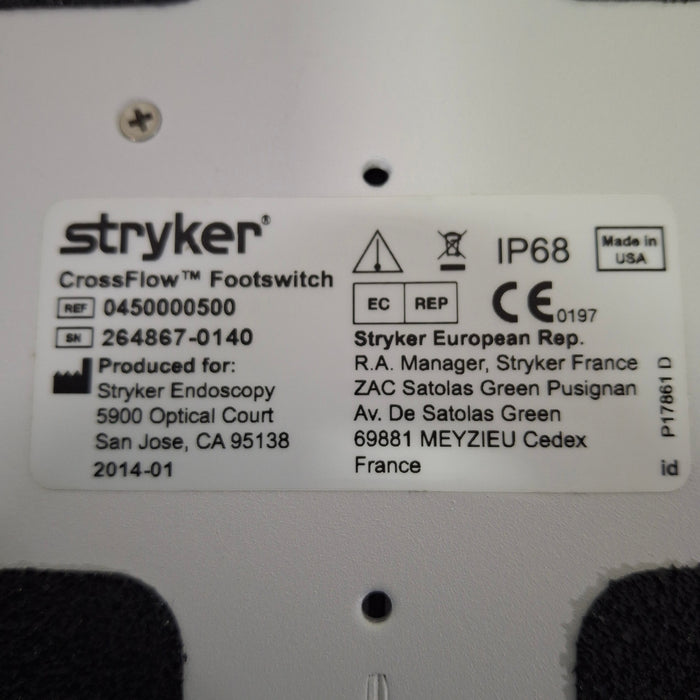 stryker®
CrossFlow™ Footswitch
REF 0450000500
SN 264867-0140
Produced for:
Stryker Endoscopy
5900 Optical Court
San Jose, CA 95138
2014-01
IP68
Made in
USA
EC REP
CE 0197
Stryker European Rep.
R.A. Manager, Stryker France
ZAC Satolas Green Pusignan
Av. De Satolas Green
69881 MEYZIEU Cedex
France
P17861 D
id